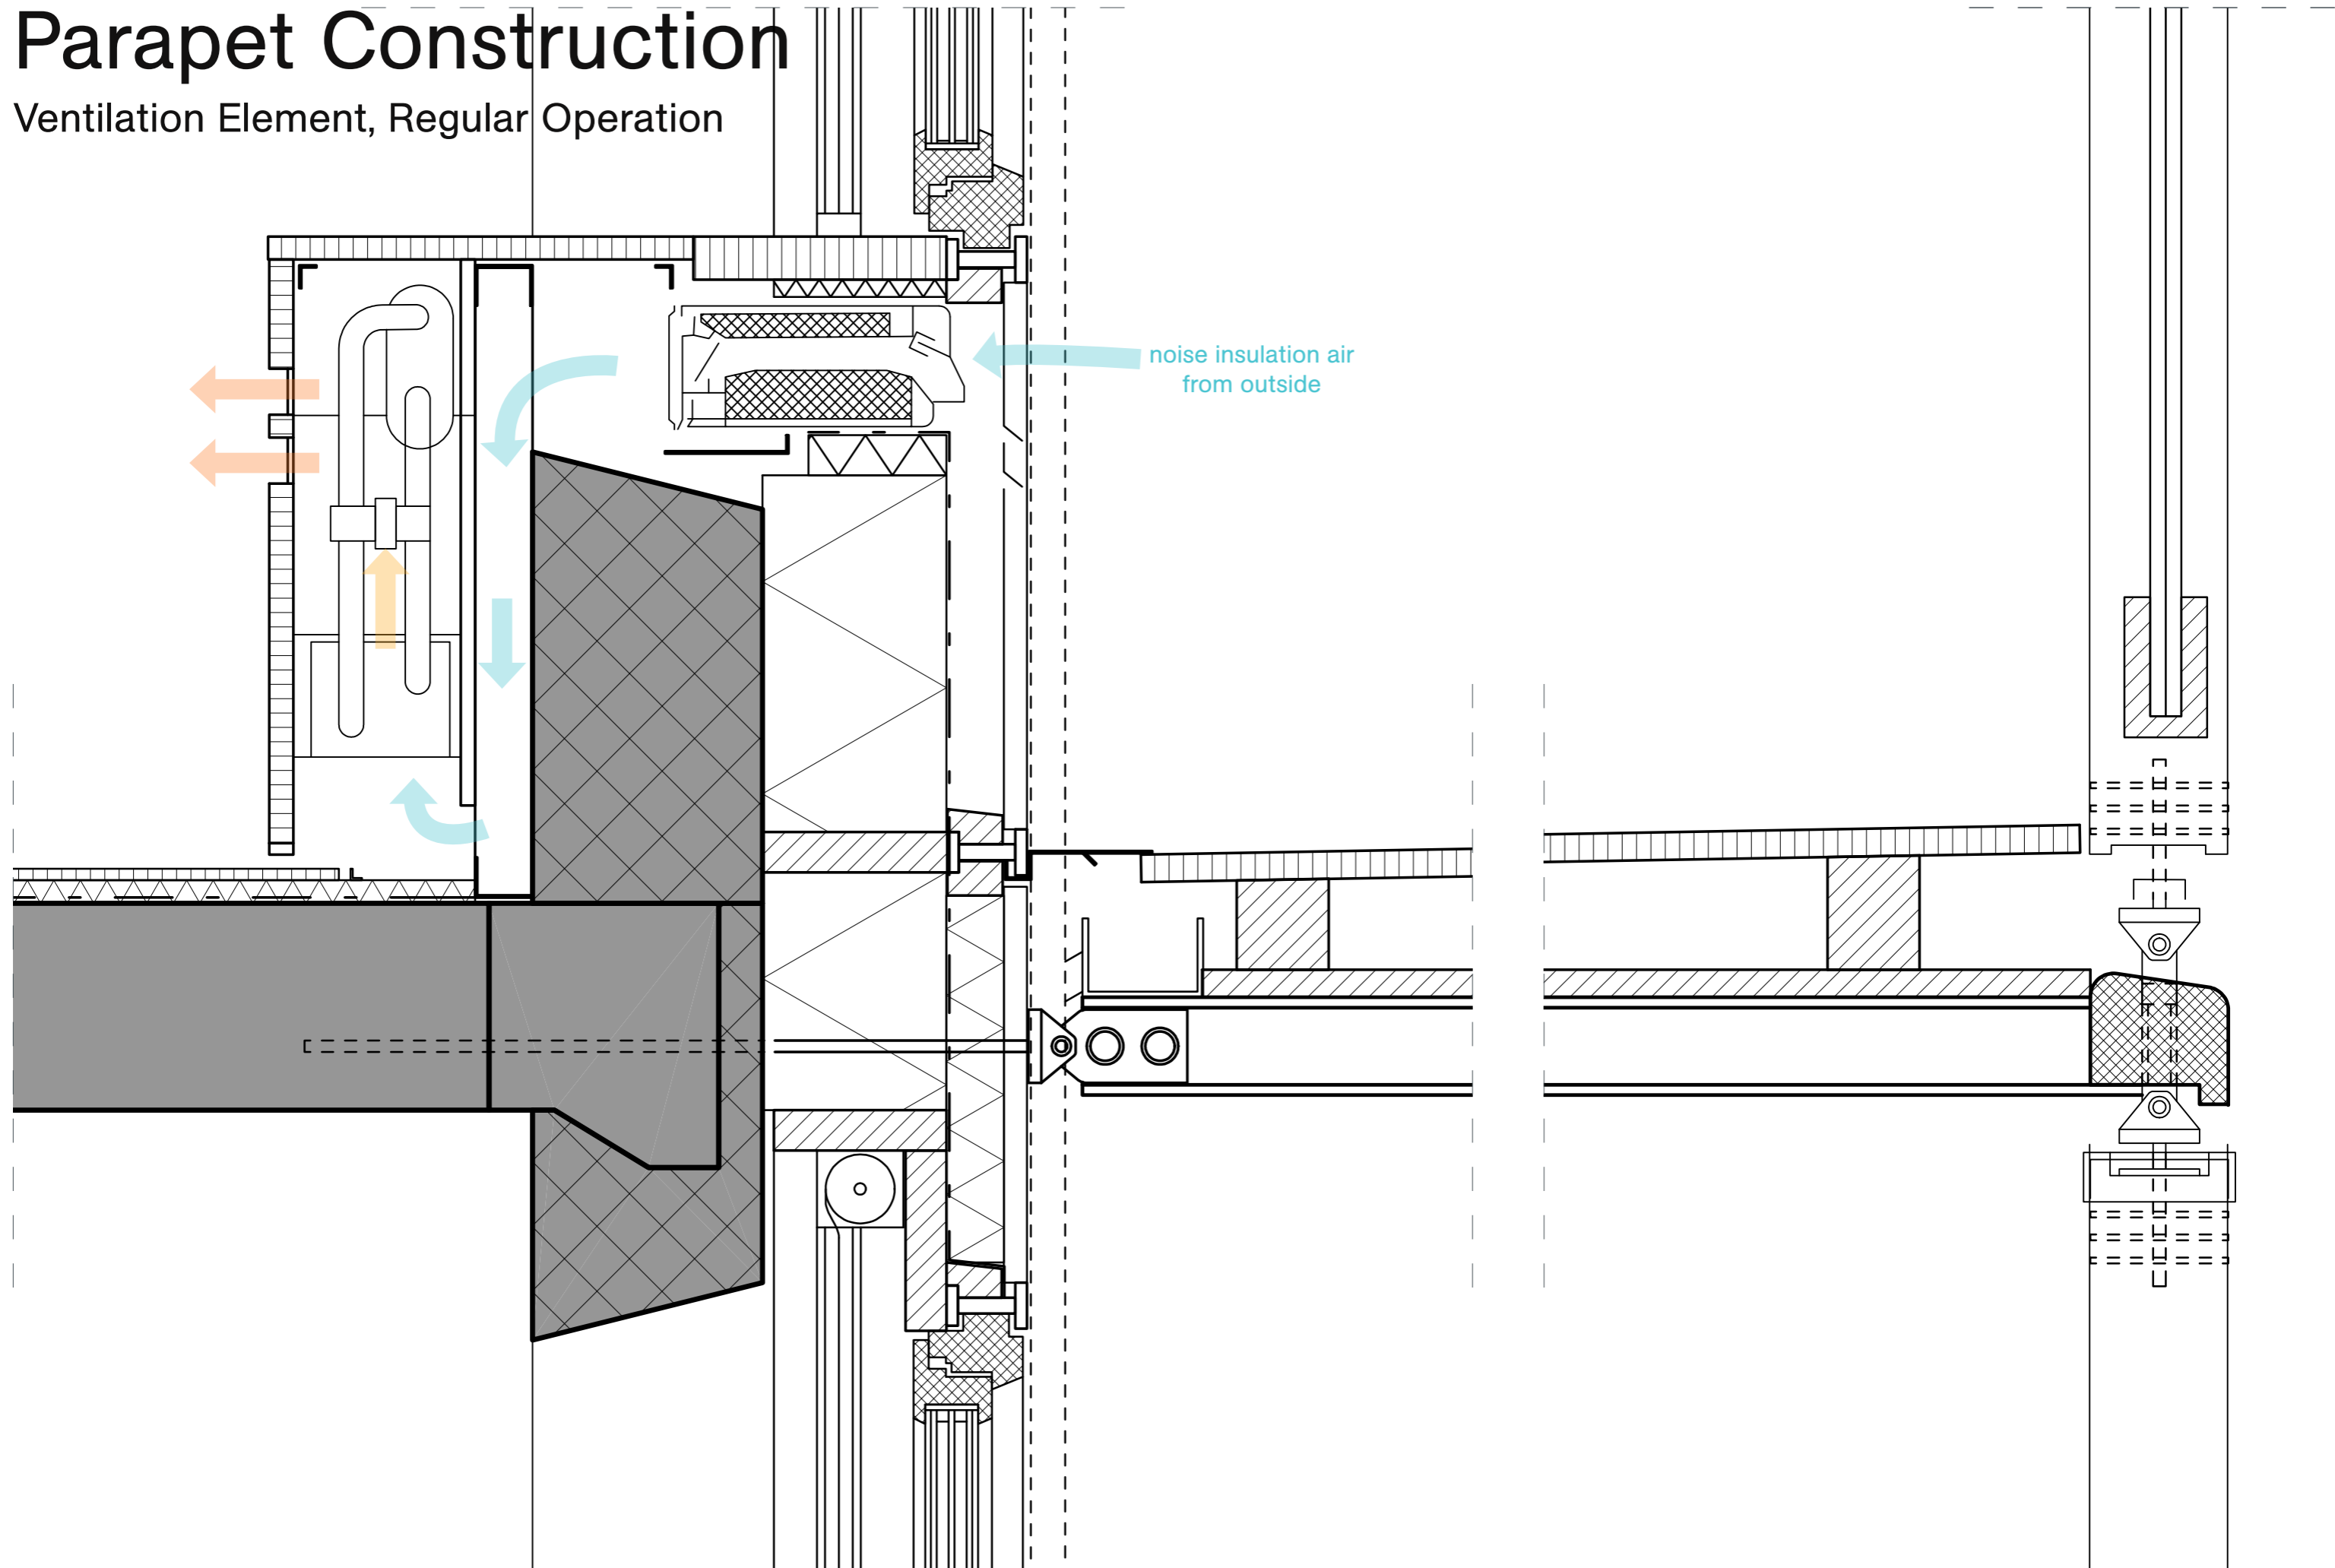 Parapet Construction
Ventilation Element, Regular Operation
noise insulation air
from outside